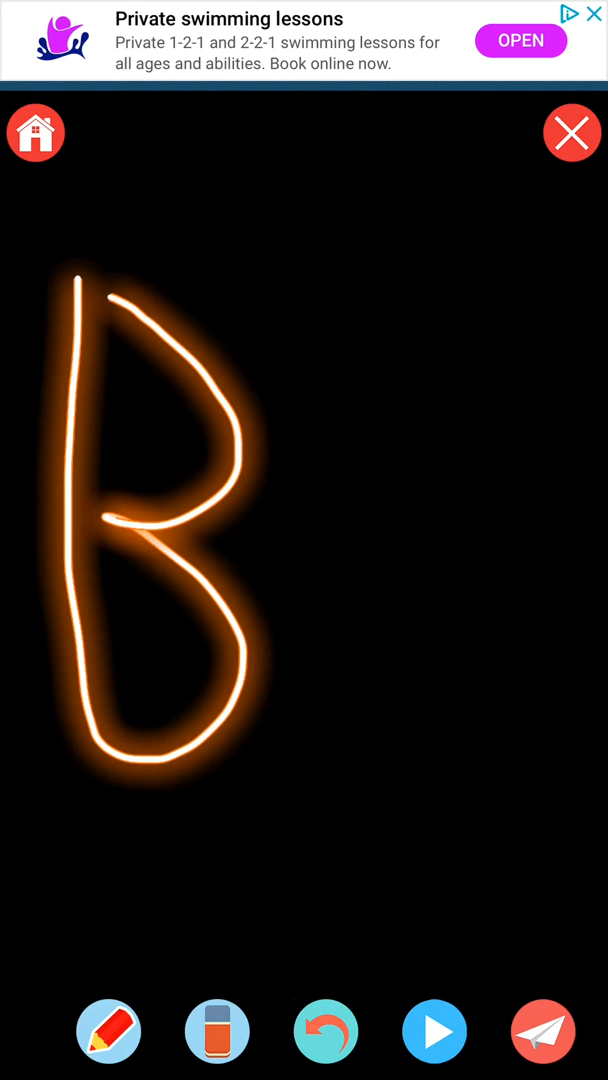 Private swimming lessons
Private 1-2-1 and 2-2-1 swimming lessons for
all ages and abilities. Book online now.
OPEN
B